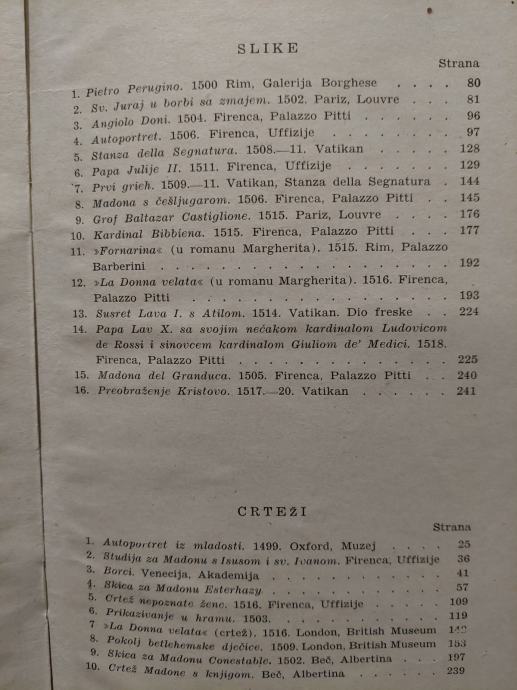 SLIKE
Strana
1. Pietro Perugino. 1500 Rim, Galerija Borghese . . . . 80
2. Sv. Juraj u borbi sa zmajem. 1502. Pariz, Louvre . . . 81
3. Angiolo Doni. 1504. Firenca, Palazzo Pitti . . . . . . 96
4. Autoportret. 1506. Firenca, Uffizije . . . . . . . . 97
5. Stanza della Segnatura. 1508.—11. Vatikan . . . . . 128
6. Papa Julije II. 1511. Firenca, Uffizije . . . . . . . 129
7. Prvi grieh. 1509.—11. Vatikan, Stanza della Segnatura . 144
8. Madona s češljugarom. 1506. Firenca, Palazzo Pitti . . 145
9. Grof Baltazar Castiglione. 1515. Pariz, Louvre . . . . 176
10. Kardinal Bibbiena. 1515. Firenca, Palazzo Pitti . . . 177
11. »Fornarina« (u romanu Margherita). 1515. Rim, Palazzo
Barberini . . . . . . . . . . . . . . . . . 192
12. »La Donna velata« (u romanu Margherita). 1516. Firenca,
Palazzo Pitti . . . . . . . . . . . . . . . 193
13. Susret Lava I. s Atilom. 1514. Vatikan. Dio freske . . 224
14. Papa Lav X. sa svojim nećakom kardinalom Ludovicom
de Rossi i sinovcem kardinalom Giuliom de' Medici. 1518.
Firenca, Palazzo Pitti . . . . . . . . . . . . 225
15. Madona del Granduca. 1505. Firenca, Palazzo Pitti . . 240
16. Preobraženje Kristovo. 1517.—20. Vatikan . . . . . . 241
CRTEŽI
Strana
1. Autoportret iz mladosti. 1499. Oxford, Muzej . . . . 25
2. Studija za Madonu s Isusom i sv. Ivanom. Firenca, Uffizije 36
3. Borci. Venecija, Akademija . . . . . . . . . . 41
4. Skica za Madonu Esterhazy . . . . . . . . . . 57
5. Crtež nepoznate žene. 1516. Firenca, Uffizije . . . . . 109
6. Prikazivanje u hramu. 1503. . . . . . . . . . . 119
7 »La Donna velata« (crtež). 1516. London, British Museum
8. Pokolj betlehemske dječice. 1509. London, British Museum 153
9. Skica za Madonu Conestable. 1502. Beč, Albertina . . . 197
10. Crtež Madone s knjigom. Beč, Albertina . . . . . . 239